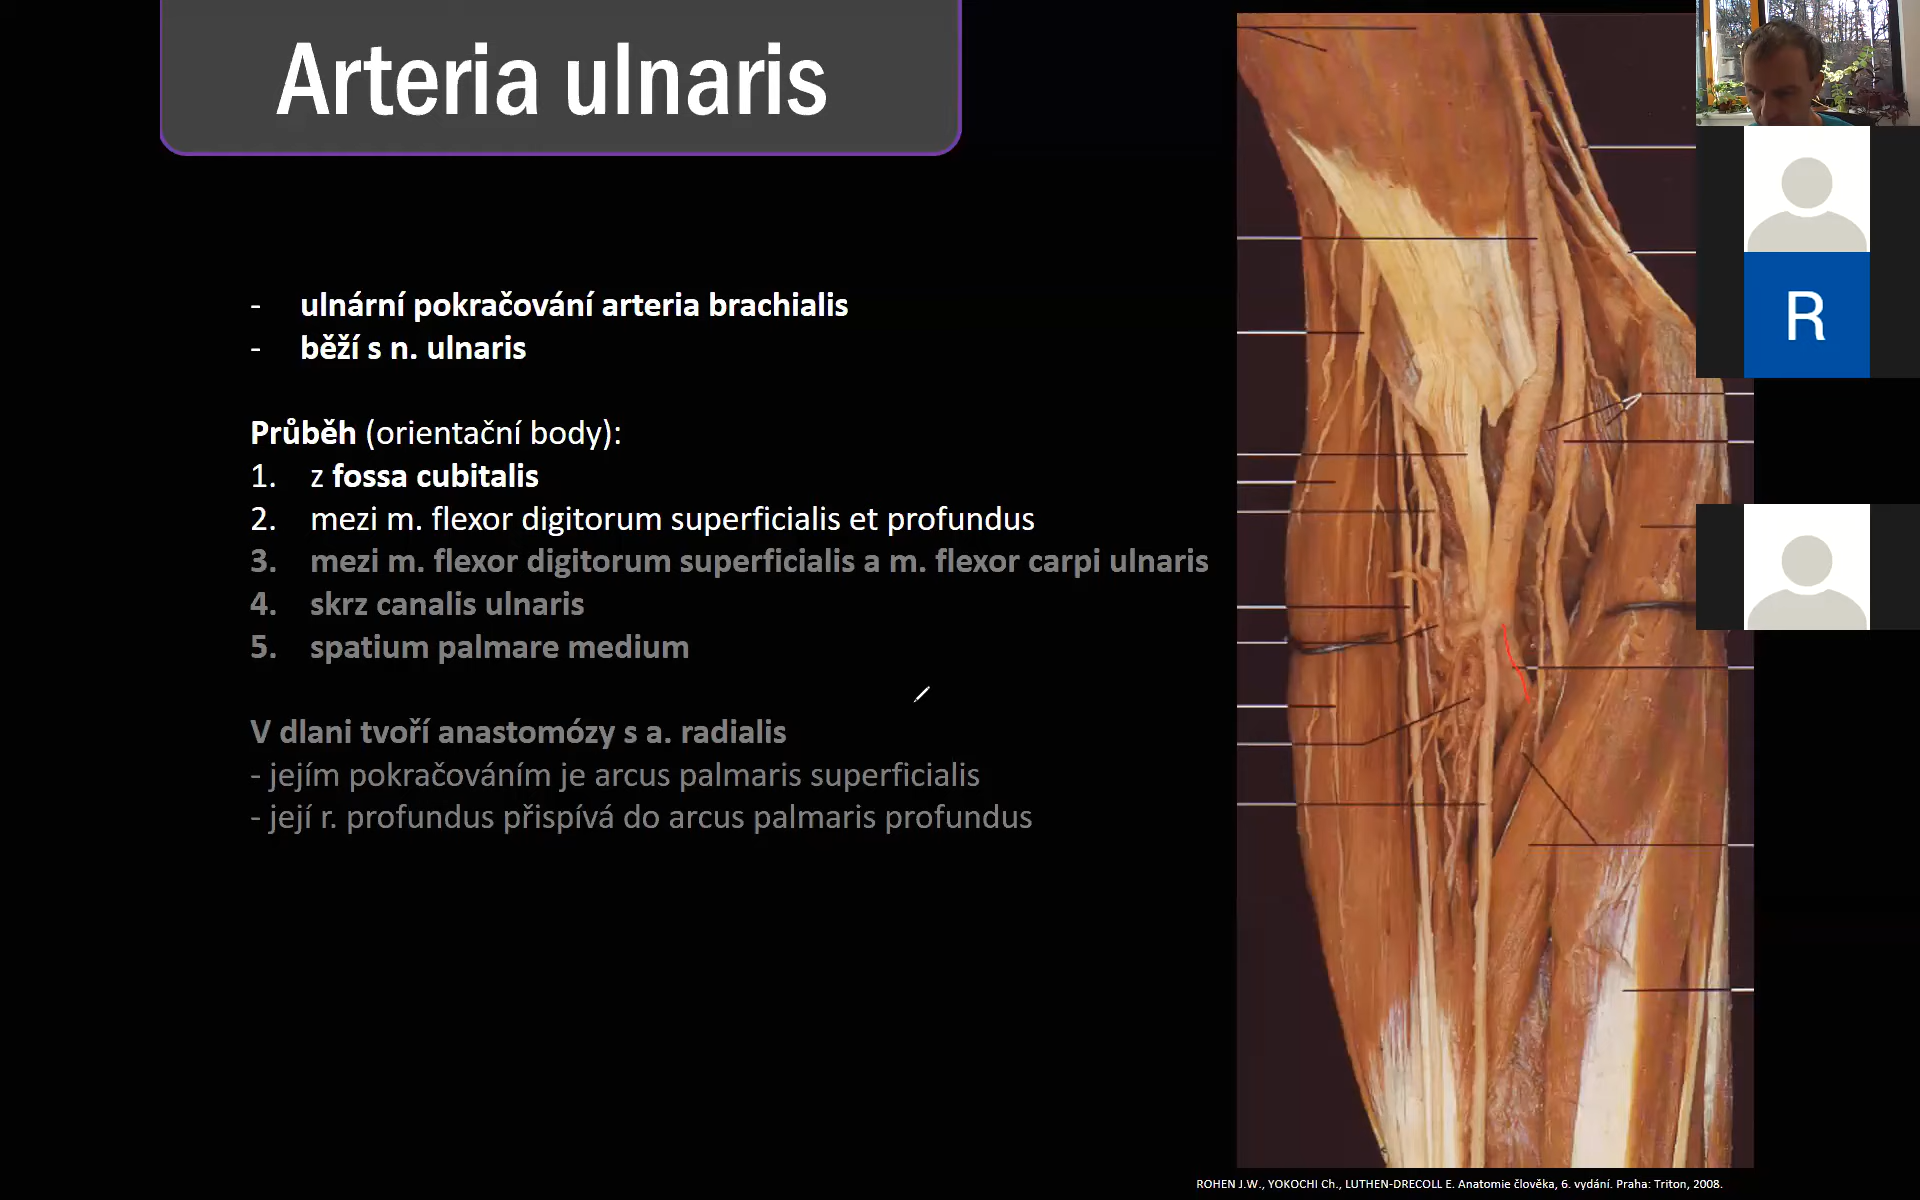 Arteria ulnaris
- ulnární pokračování arteria brachialis
- běží s n. ulnaris
Průběh (orientační body):
1. z fossa cubitalis
2. mezi m. flexor digitorum superficialis et profundus
3. mezi m. flexor digitorum superficialis a m. flexor carpi ulnaris
4. skrz canalis ulnaris
5. spatium palmare medium
V dlani tvoří anastomózy s a. radialis
- jejím pokračováním je arcus palmaris superficialis
- její r. profundus přispívá do arcus palmaris profundus
R
ROHEN J.W., YOKOCHI Ch., LUTHEN-DRECOLL E. Anatomie člověka, 6. vydání. Praha: Triton, 2008.